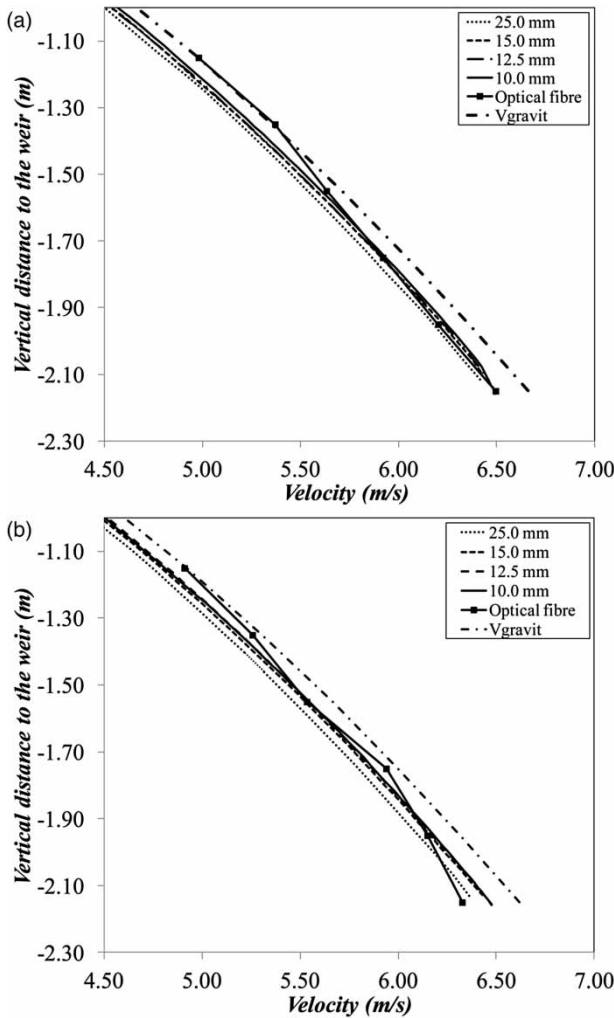 (a)
25.0 mm
15.0 mm
12.5 mm
10.0 mm
Optical fibre
Vgravit
-1.10
-1.30
-1.50
-1.70
-1.90
-2.10
-2.30
Vertical distance to the weir (m)
4.50 5.00 5.50 6.00 6.50 7.00
Velocity (m/s)
(b)
25.0 mm
15.0 mm
12.5 mm
10.0 mm
Optical fibre
Vgravit
-1.10
-1.30
-1.50
-1.70
-1.90
-2.10
-2.30
Vertical distance to the weir (m)
4.50 5.00 5.50 6.00 6.50 7.00
Velocity (m/s)